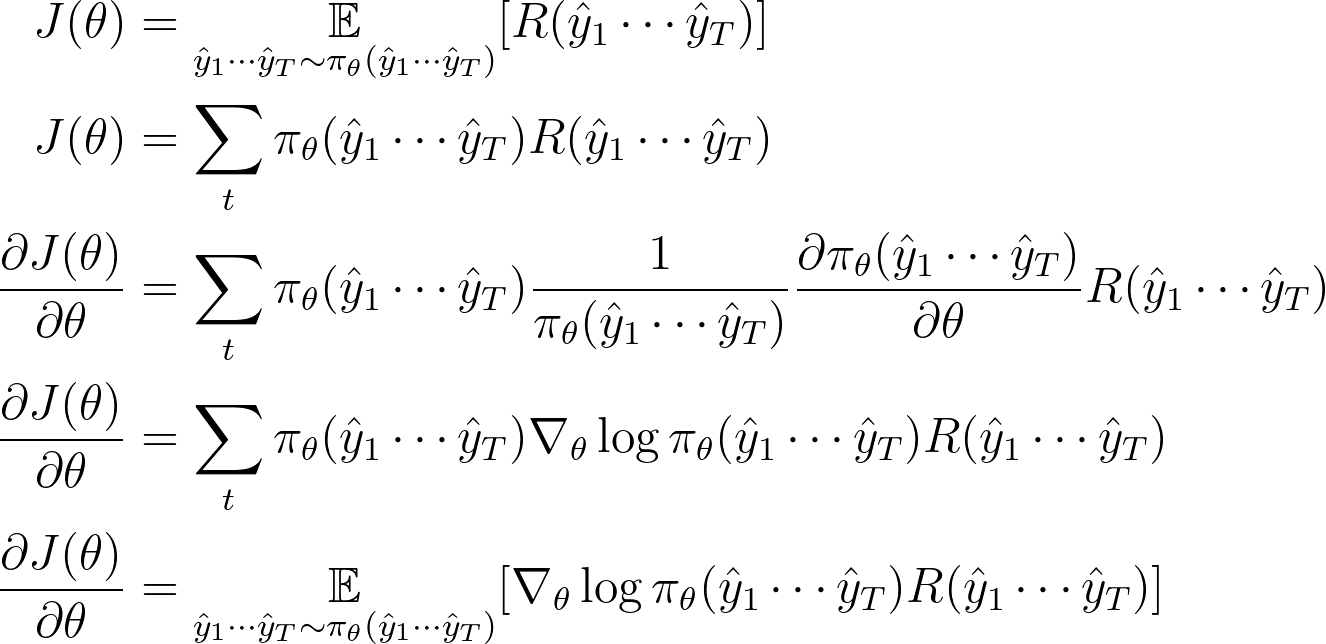 J(θ) = 𝔼_{ŷ₁⋯ŷ_T∼π_θ(ŷ₁⋯ŷ_T)} [R(ŷ₁⋯ŷ_T)]
J(θ) = ∑_t π_θ(ŷ₁⋯ŷ_T)R(ŷ₁⋯ŷ_T)
∂J(θ)/∂θ = ∑_t π_θ(ŷ₁⋯ŷ_T) 1/π_θ(ŷ₁⋯ŷ_T) ∂π_θ(ŷ₁⋯ŷ_T)/∂θ R(ŷ₁⋯ŷ_T)
∂J(θ)/∂θ = ∑_t π_θ(ŷ₁⋯ŷ_T)∇_θ log π_θ(ŷ₁⋯ŷ_T)R(ŷ₁⋯ŷ_T)
∂J(θ)/∂θ = 𝔼_{ŷ₁⋯ŷ_T∼π_θ(ŷ₁⋯ŷ_T)} [∇_θ log π_θ(ŷ₁⋯ŷ_T)R(ŷ₁⋯ŷ_T)]